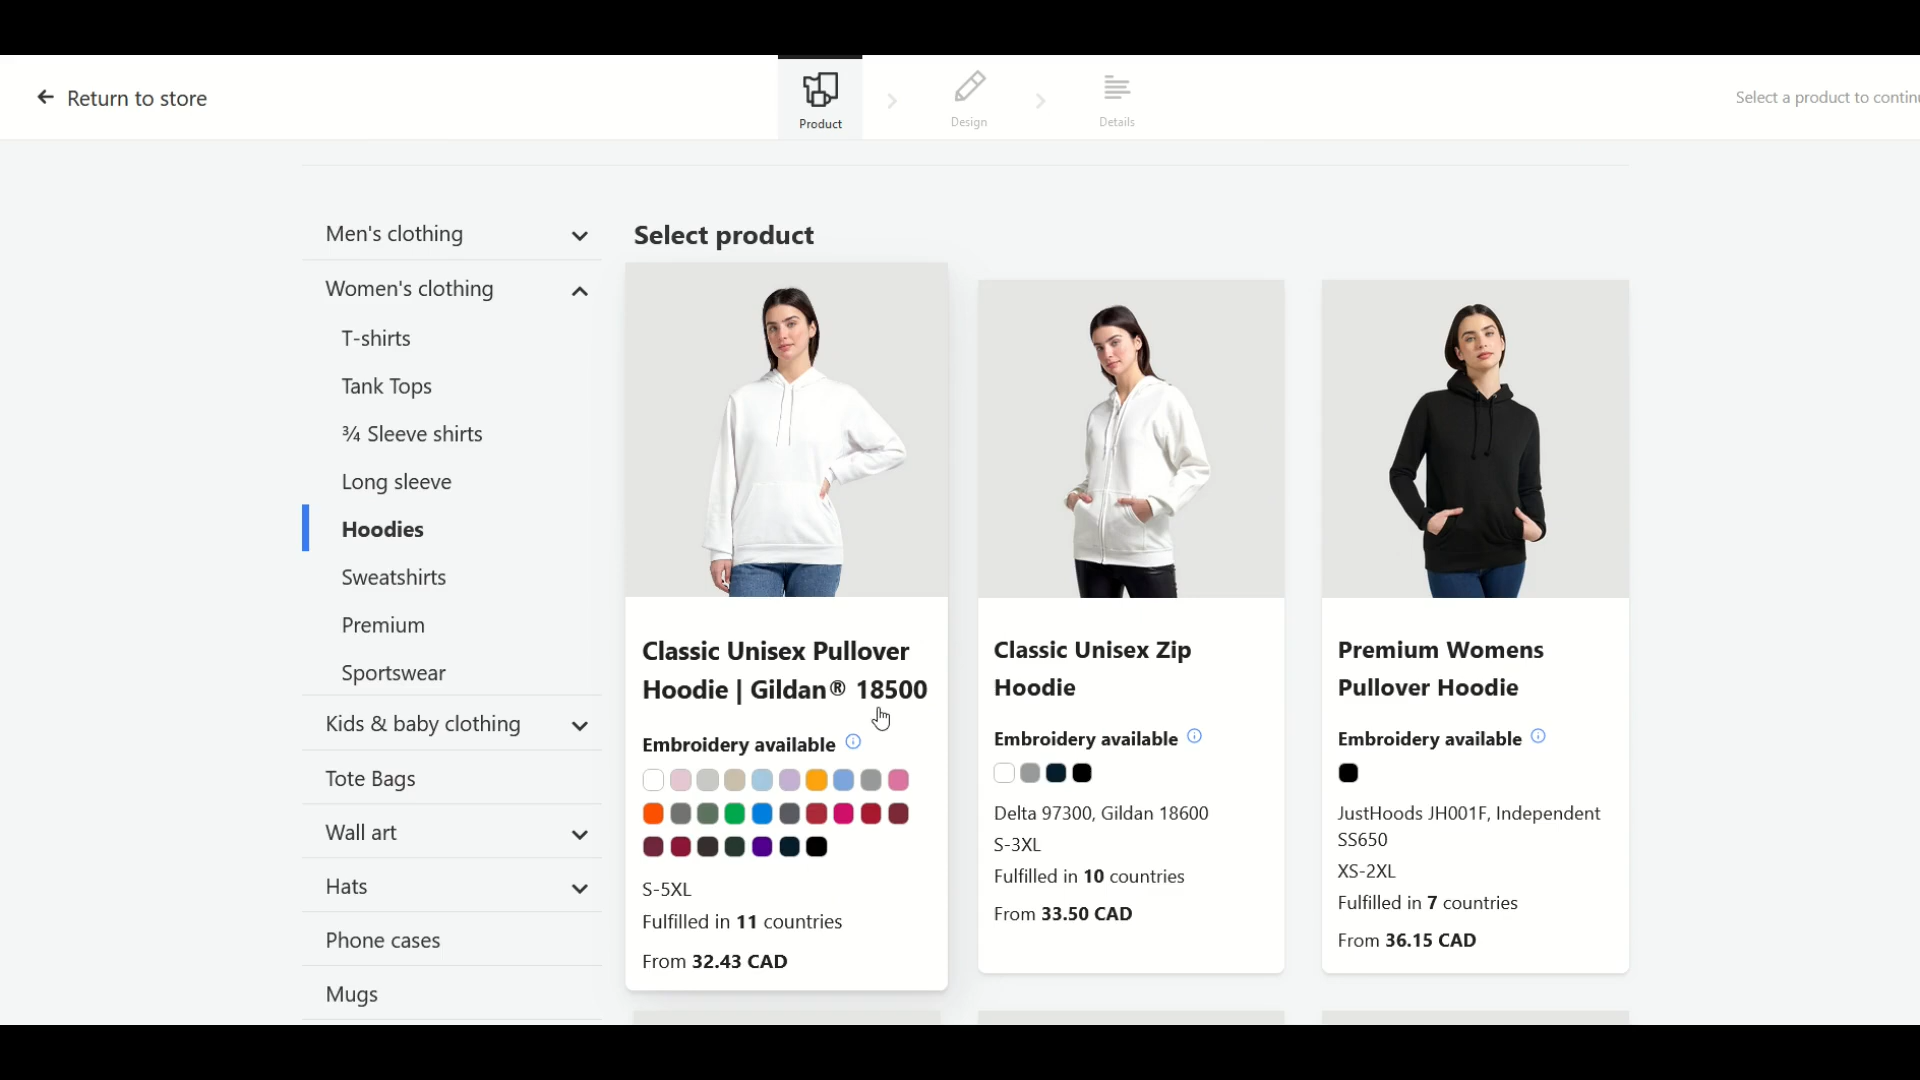 Return to store
Product
Design
Details
Select a product to continu
Men's clothing
Women's clothing
T-shirts
Tank Tops
¾ Sleeve shirts
Long sleeve
Hoodies
Sweatshirts
Premium
Sportswear
Kids & baby clothing
Tote Bags
Wall art
Hats
Phone cases
Mugs
Select product
Classic Unisex Pullover
Hoodie | Gildan® 18500
Embroidery available
S-5XL
Fulfilled in 11 countries
From 32.43 CAD
Classic Unisex Zip
Hoodie
Embroidery available
Delta 97300, Gildan 18600
S-3XL
Fulfilled in 10 countries
From 33.50 CAD
Premium Womens
Pullover Hoodie
Embroidery available
JustHoods JH001F, Independent
SS650
XS-2XL
Fulfilled in 7 countries
From 36.15 CAD